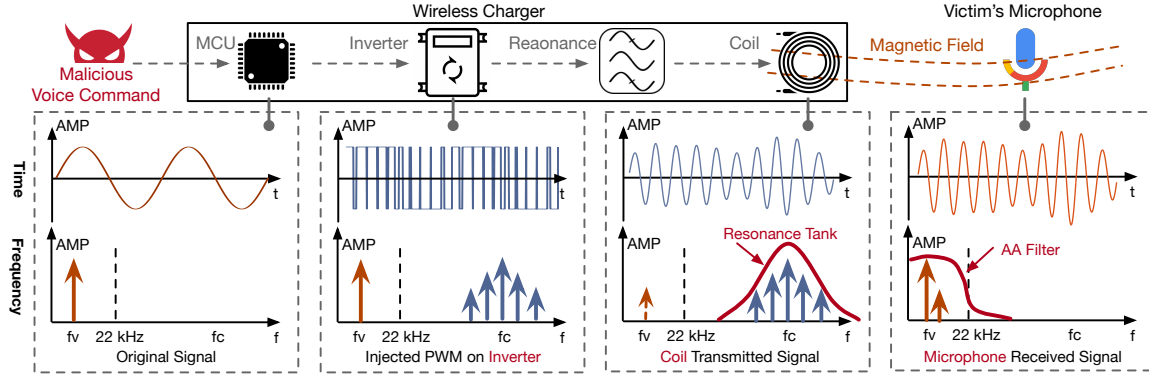 Wireless Charger
Victim's Microphone
MCU
Inverter
Reaonance
Coil
Magnetic Field
Malicious
Voice Command
Time
AMP
t
AMP
t
AMP
t
AMP
t
Frequency
AMP
fv
22 kHz
fc
f
Original Signal
AMP
fv
22 kHz
fc
f
Injected PWM on Inverter
AMP
Resonance Tank
fv
22 kHz
fc
f
Coil Transmitted Signal
AMP
AA Filter
fv
22 kHz
fc
f
Microphone Received Signal